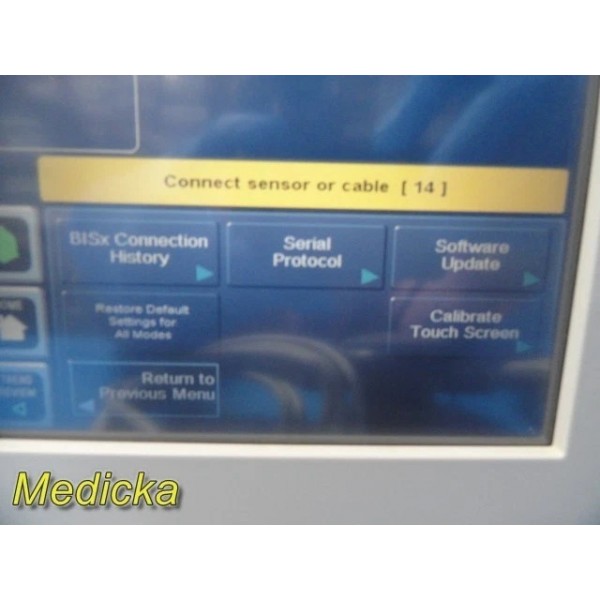 Connect sensor or cable [ 14 ]
BISx Connection
History
Serial
Protocol
Software
Update
Restore Default
Settings for
All Modes
Calibrate
Touch Screen
Return to
Previous Menu
Medicka